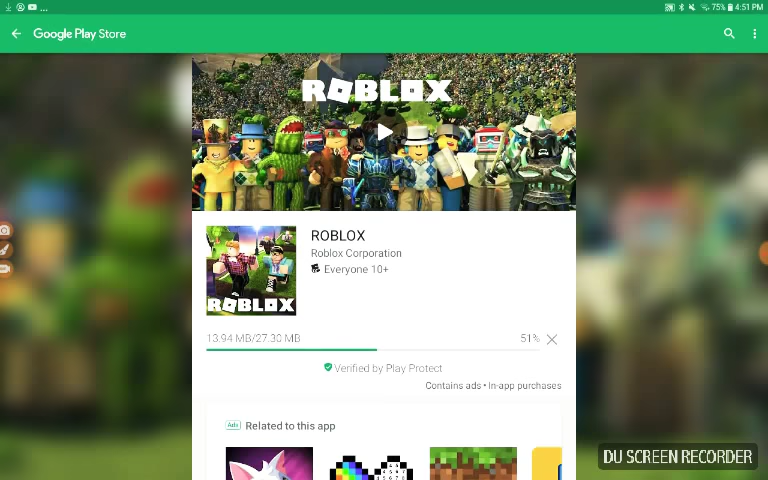 ... 75% 4:51 PM
Google Play Store
ROBLOX
ROBLOX
Roblox Corporation
Everyone 10+
ROBLOX
13.94 MB/27.30 MB 51%
Verified by Play Protect
Contains ads • In-app purchases
Ads Related to this app
DU SCREEN RECORDER